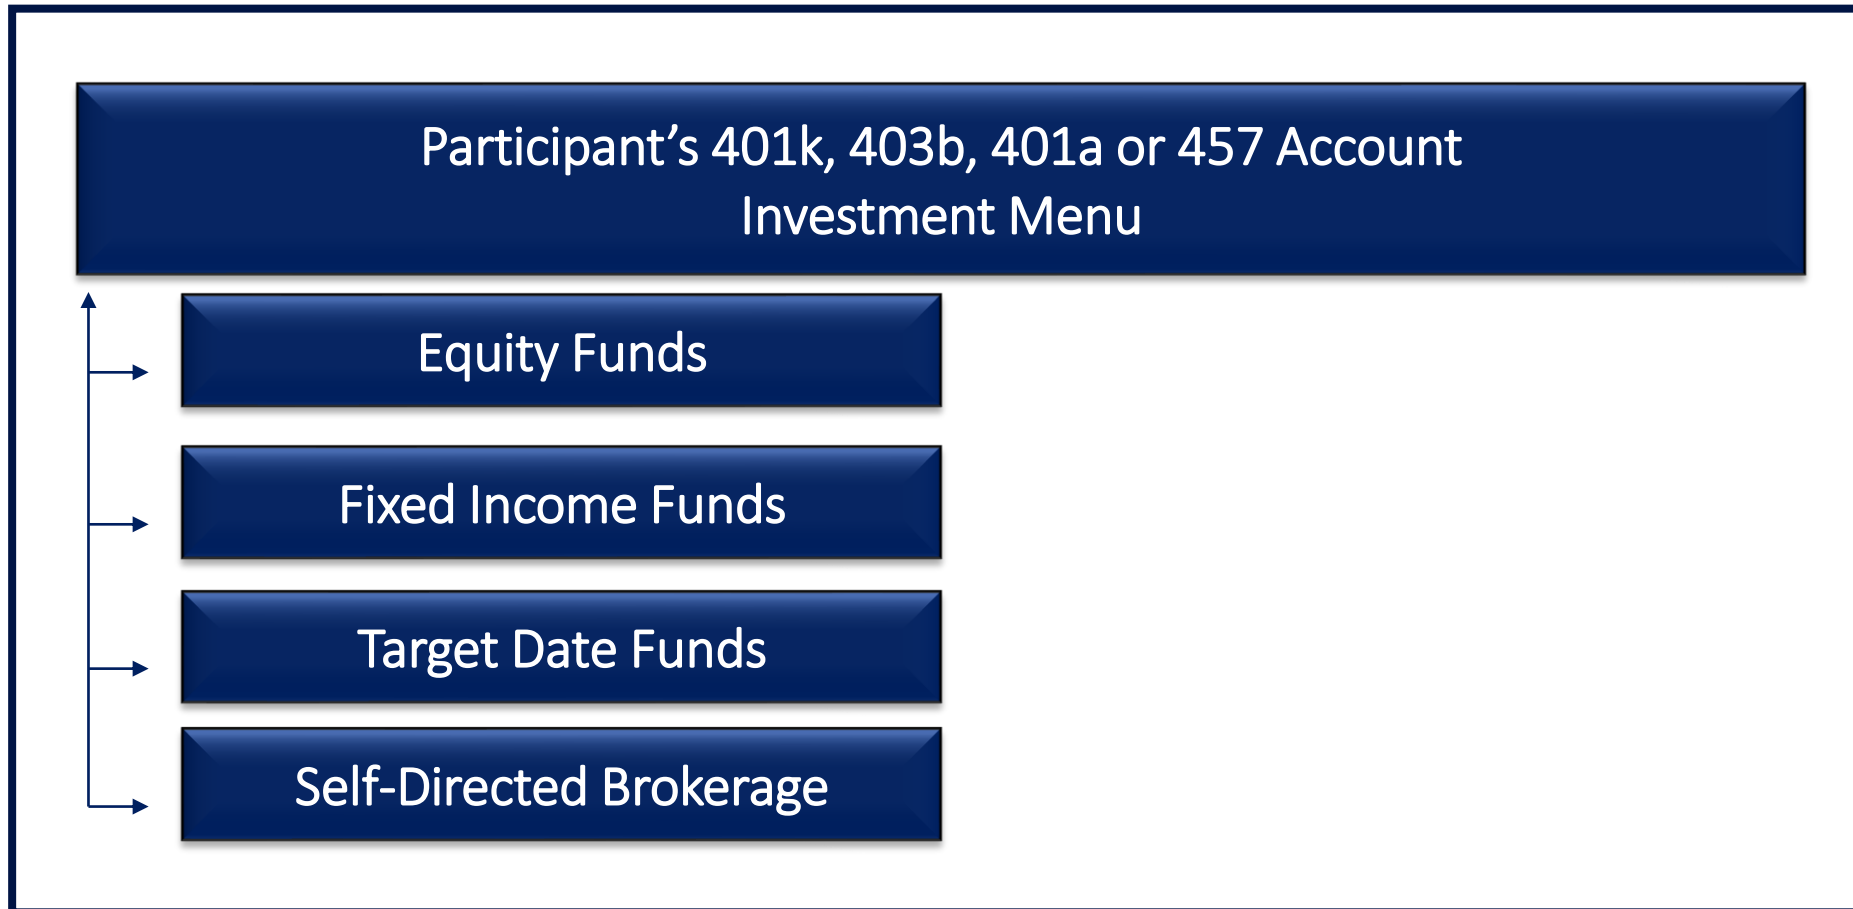 Participant’s 401k, 403b, 401a or 457 Account
Investment Menu
Equity Funds
Fixed Income Funds
Target Date Funds
Self-Directed Brokerage